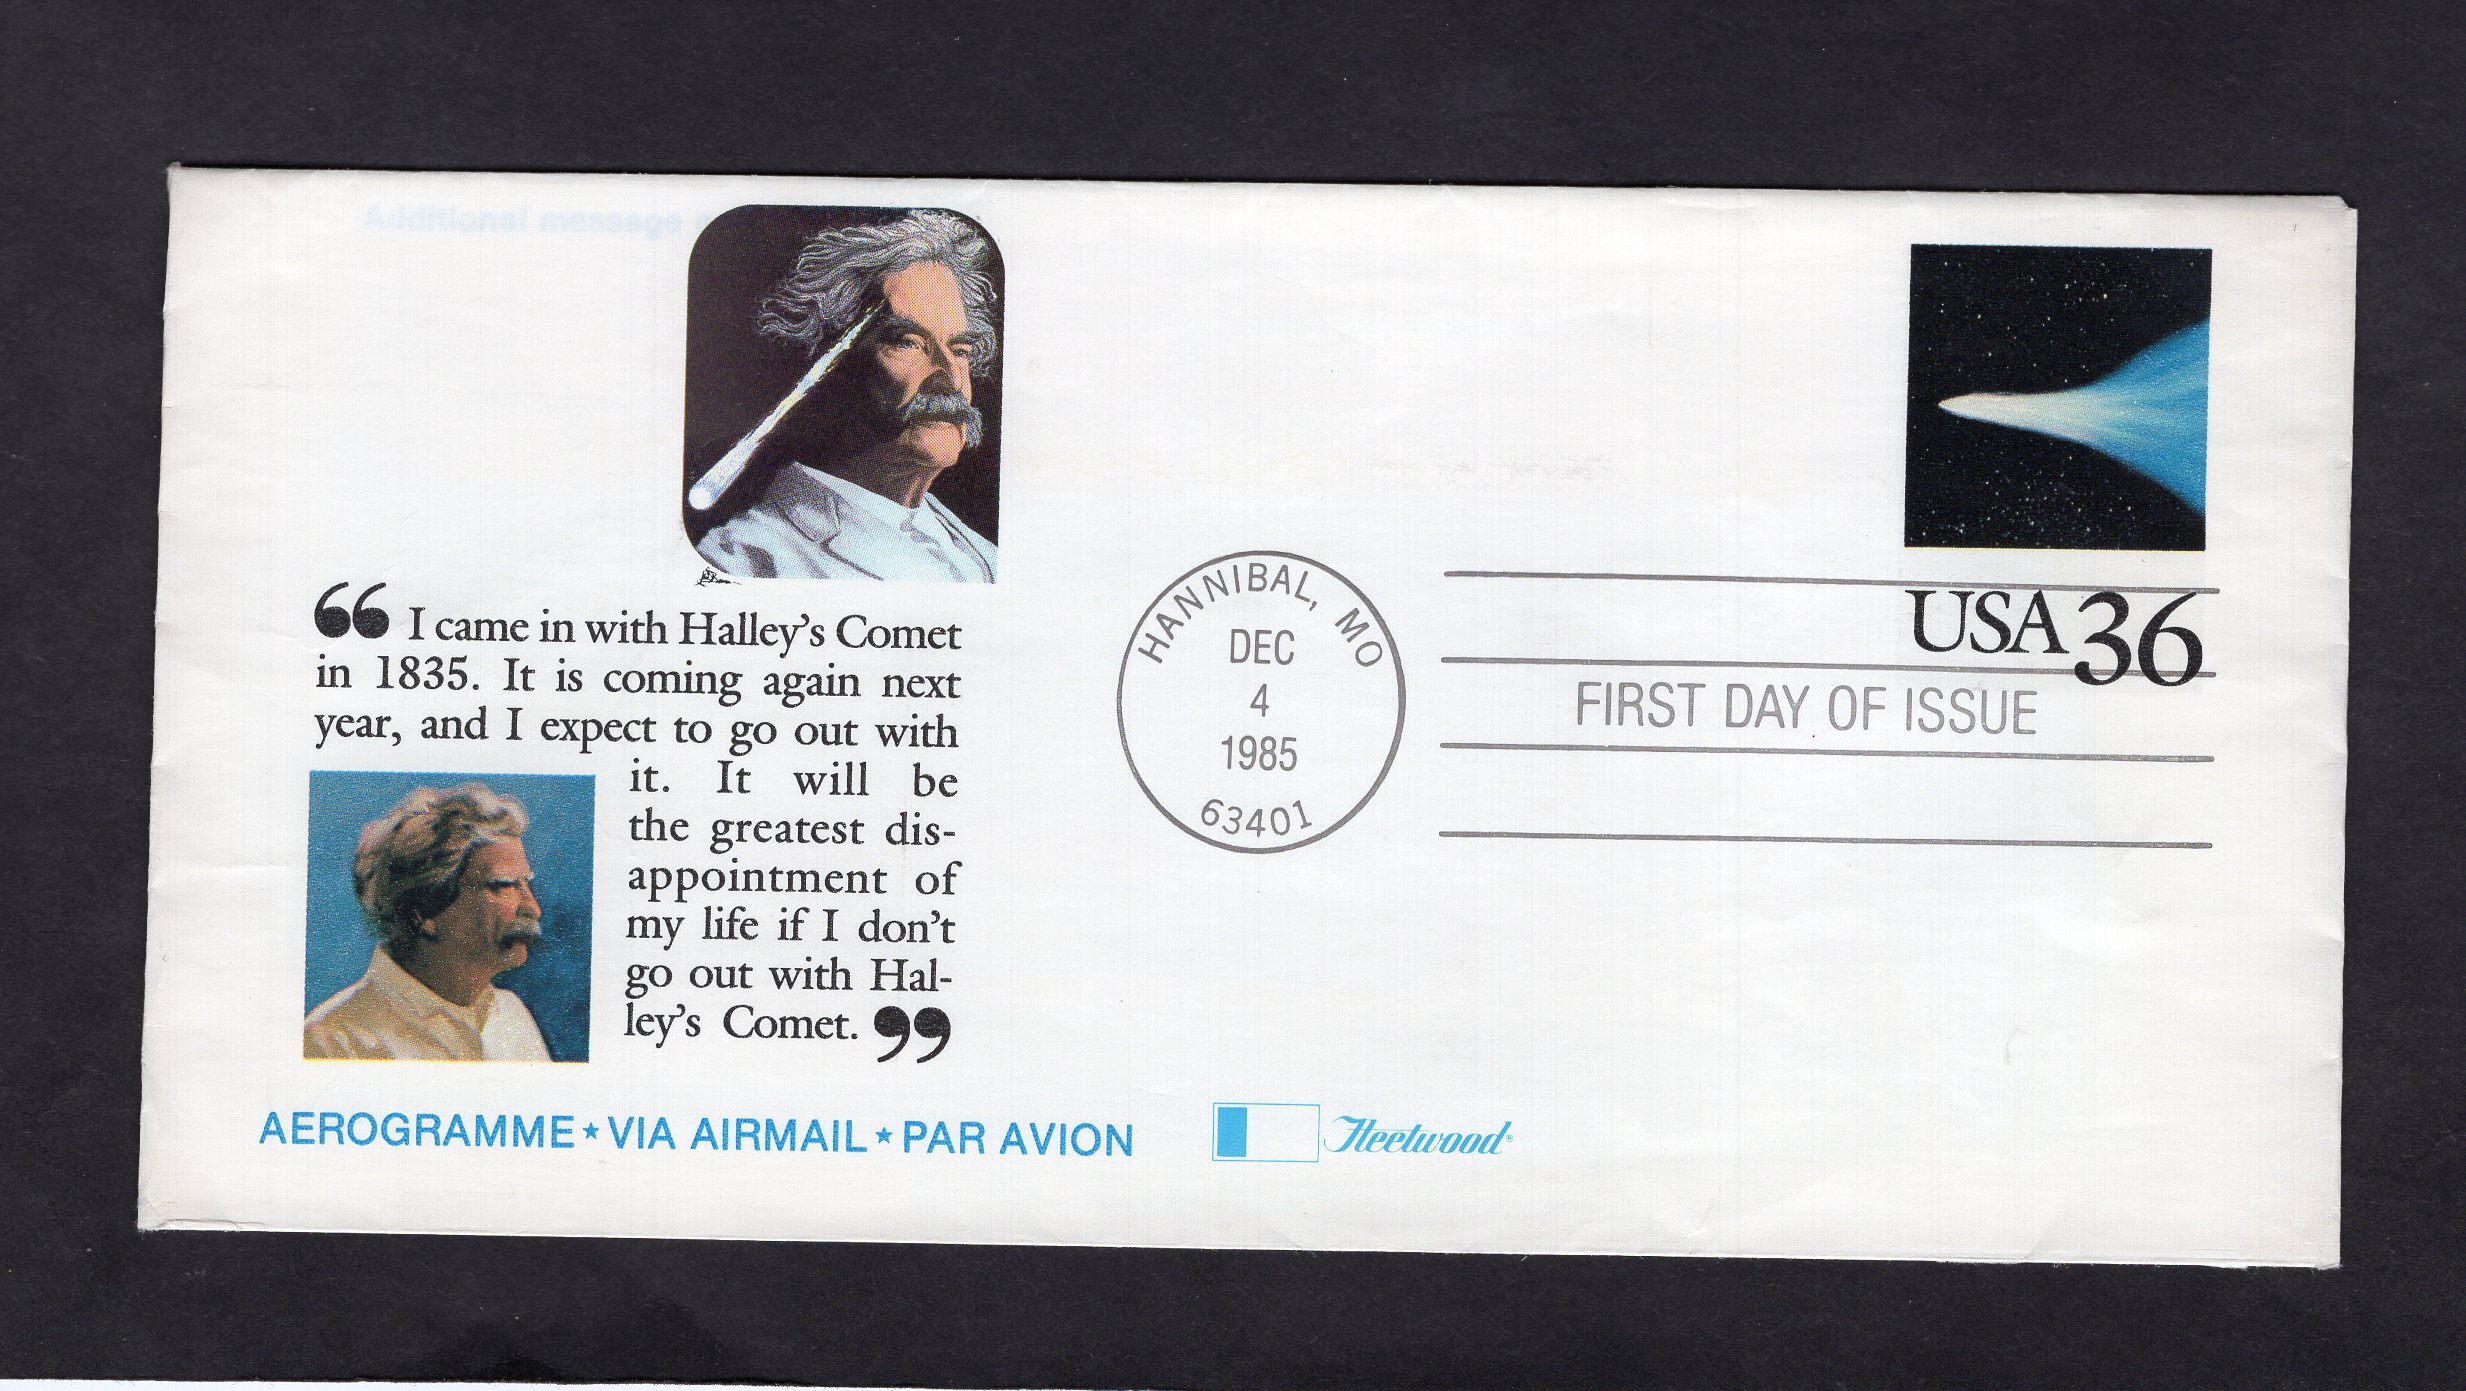 Additional message
“ I came in with Halley's Comet
in 1835. It is coming again next
year, and I expect to go out with
it. It will be
the greatest dis-
appointment of
my life if I don't
go out with Hal-
ley's Comet. ”
AEROGRAMME ★ VIA AIRMAIL ★ PAR AVION
Fleetwood®
HANNIBAL, MO
DEC
4
1985
63401
USA 36
FIRST DAY OF ISSUE